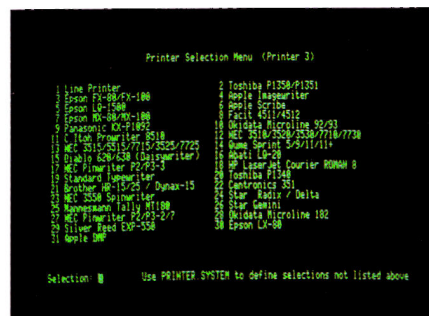 Printer Selection Menu (Printer 3)
1 Line Printer 2 Toshiba P1350/P1351
3 Epson FX-80/FX-100 4 Apple Imagewriter
5 Epson LQ-1500 6 Apple Scribe
7 Epson MX-80/MX-100 8 Facit 4511/4512
9 Panasonic KX-P1092 10 Okidata Microline 92/93
11 C Itoh Prowriter 8510 12 NEC 3510/3520/3530/7710/7730
13 NEC 3515/5515/7715/3525/7725 14 Qume Sprint 9/11/11+
15 Diablo 620/630 (Daisywriter) 16 Abati LQ-20
17 NEC Pinwriter P2/P3-3 18 HP LaserJet Courier ROMAN 8
19 Standard Typewriter 20 Toshiba P1340
21 Brother HR-15/25 / Dynax-15 22 Centronics 351
23 NEC 3550 Spinwriter 24 Star Radix / Delta
25 Mannesmann Tally MT180 26 Star Gemini
27 NEC Pinwriter P2/P3-2/7 28 Okidata Microline 182
29 Silver Reed EXP-550 30 Epson LX-80
31 Apple DMP
Selection: Use PRINTER.SYSTEM to define selections not listed above